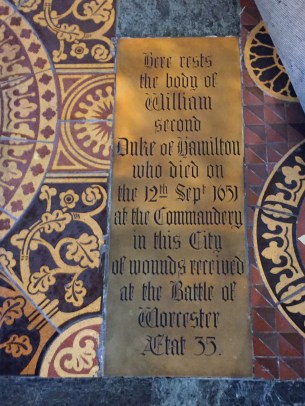 Here rests
the body of
William
second
Duke of Hamilton
who died on
the 12th Sept 1651
at the Commandery
in this City
of wounds received
at the Battle of
Worcester
Ætat 35.